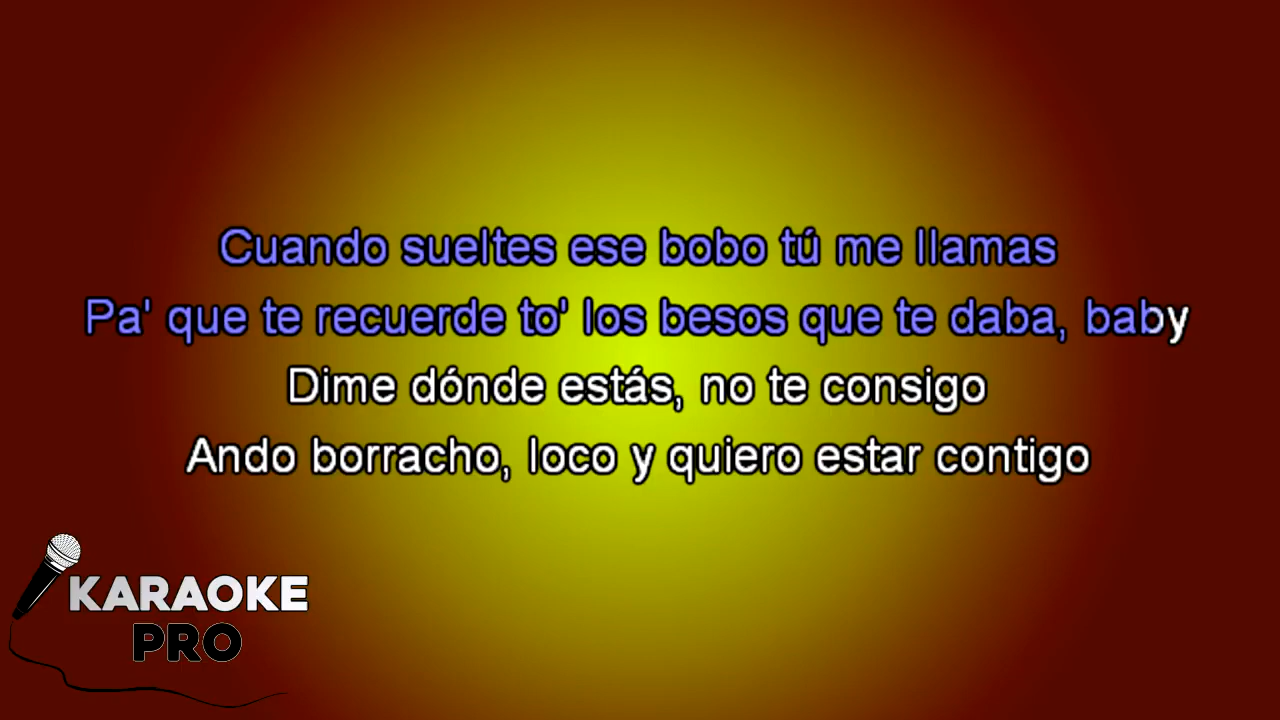 Cuando sueltes ese bobo tú me llamas
Pa' que te recuerde to' los besos que te daba, baby
Dime dónde estás, no te consigo
Ando borracho, loco y quiero estar contigo
KARAOKE
PRO